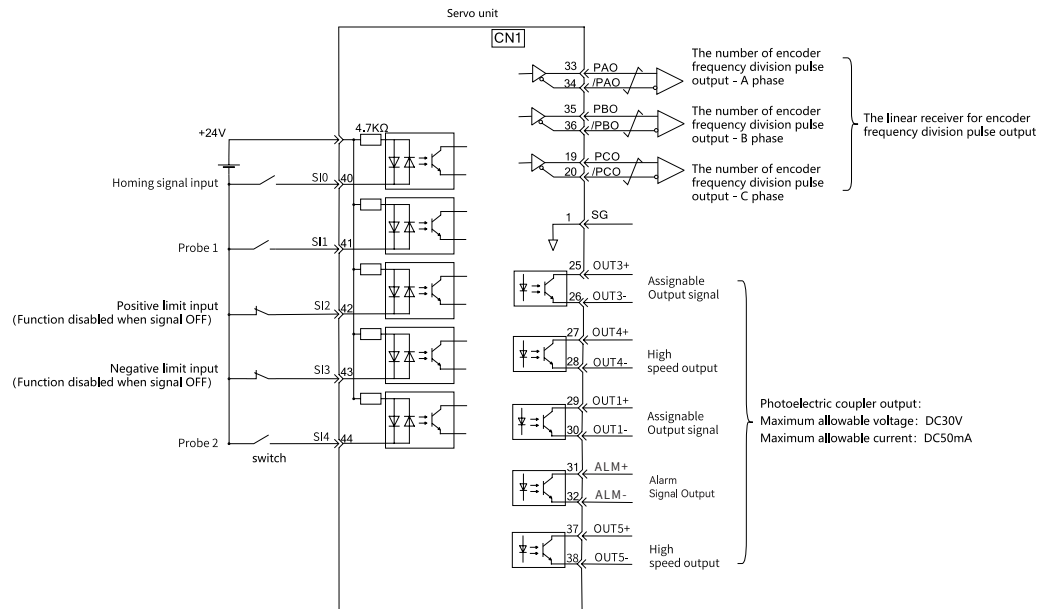 Servo unit
CN1
+24V
4.7KΩ
Homing signal input
SI0
40
Probe 1
SI1
41
Positive limit input
(Function disabled when signal OFF)
SI2
42
Negative limit input
(Function disabled when signal OFF)
SI3
43
Probe 2
SI4
44
switch
33
PAO
34
/PAO
The number of encoder
frequency division pulse
output - A phase
35
PBO
36
/PBO
The number of encoder
frequency division pulse
output - B phase
19
PCO
20
/PCO
The number of encoder
frequency division pulse
output - C phase
The linear receiver for encoder
frequency division pulse output
1
SG
25
OUT3+
26
OUT3-
Assignable
Output signal
27
OUT4+
28
OUT4-
High
speed output
29
OUT1+
30
OUT1-
Assignable
Output signal
31
ALM+
32
ALM-
Alarm
Signal Output
37
OUT5+
38
OUT5-
High
speed output
Photoelectric coupler output:
Maximum allowable voltage: DC30V
Maximum allowable current: DC50mA